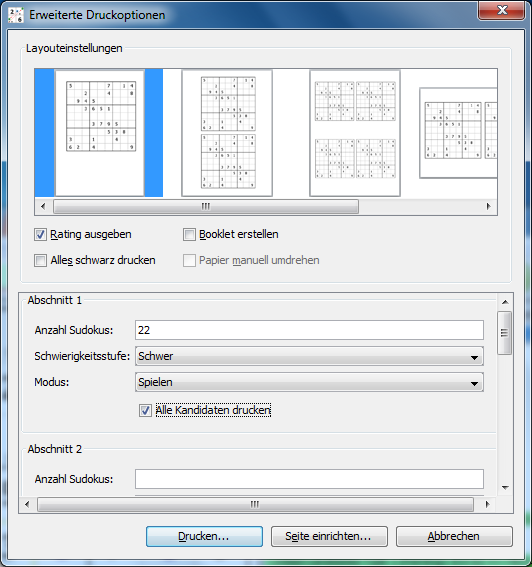 Erweiterte Druckoptionen
Layouteinstellungen
Rating ausgeben
Booklet erstellen
Alles schwarz drucken
Papier manuell umdrehen
Abschnitt 1
Anzahl Sudokus: 22
Schwierigkeitsstufe: Schwer
Modus: Spielen
Alle Kandidaten drucken
Abschnitt 2
Anzahl Sudokus:
Drucken... Seite einrichten... Abbrechen